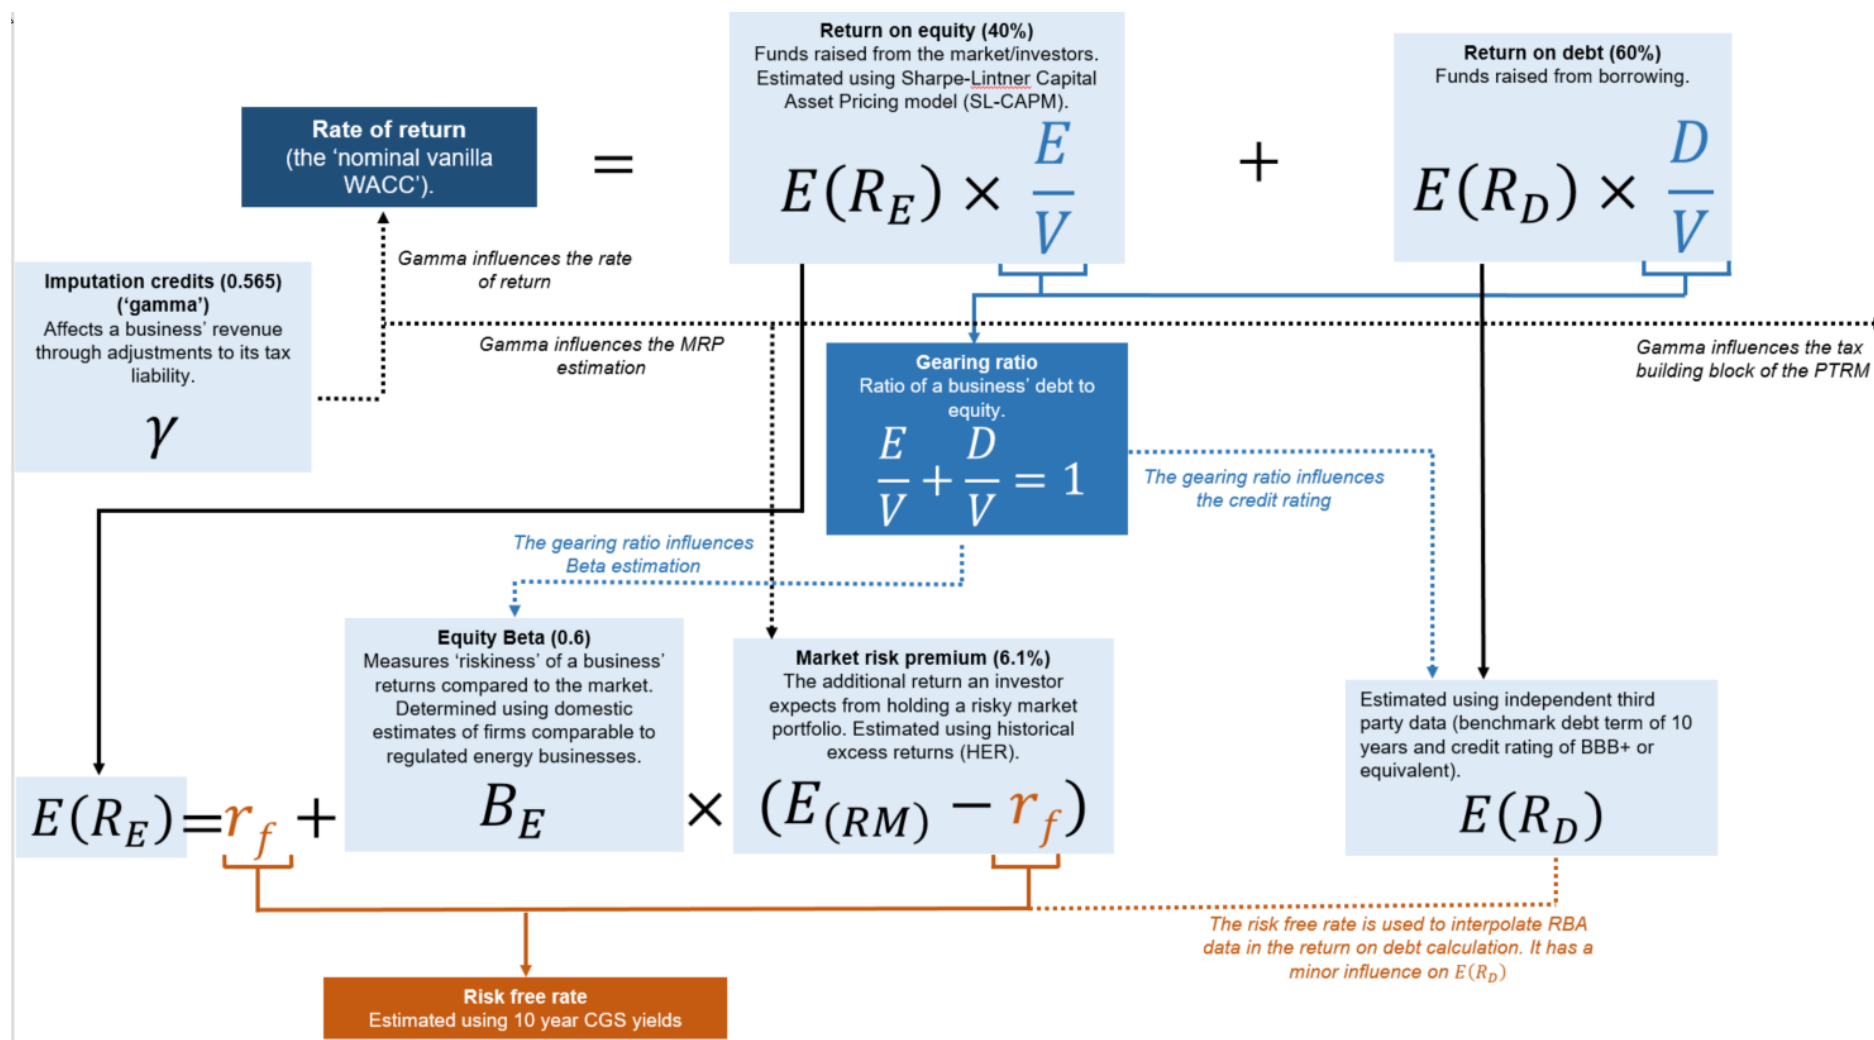 Return on equity (40%)
Funds raised from the market/investors.
Estimated using Sharpe-Lintner Capital
Asset Pricing model (SL-CAPM).
E(R_E) × E/V
+
Return on debt (60%)
Funds raised from borrowing.
E(R_D) × D/V
Rate of return
(the ‘nominal vanilla
WACC’).
=
Gamma influences the rate
of return
Imputation credits (0.565)
(‘gamma’)
Affects a business’ revenue
through adjustments to its tax
liability.
γ
Gamma influences the MRP
estimation
Gamma influences the tax
building block of the PTRM
Gearing ratio
Ratio of a business’ debt to
equity.
E/V + D/V = 1
The gearing ratio influences
the credit rating
The gearing ratio influences
Beta estimation
Equity Beta (0.6)
Measures ‘riskiness’ of a business’
returns compared to the market.
Determined using domestic
estimates of firms comparable to
regulated energy businesses.
Market risk premium (6.1%)
The additional return an investor
expects from holding a risky market
portfolio. Estimated using historical
excess returns (HER).
Estimated using independent third
party data (benchmark debt term of 10
years and credit rating of BBB+ or
equivalent).
E(R_D)
E(R_E) = r_f + B_E × (E_(RM) − r_f)
The risk free rate is used to interpolate RBA
data in the return on debt calculation. It has a
minor influence on E(R_D)
Risk free rate
Estimated using 10 year CGS yields